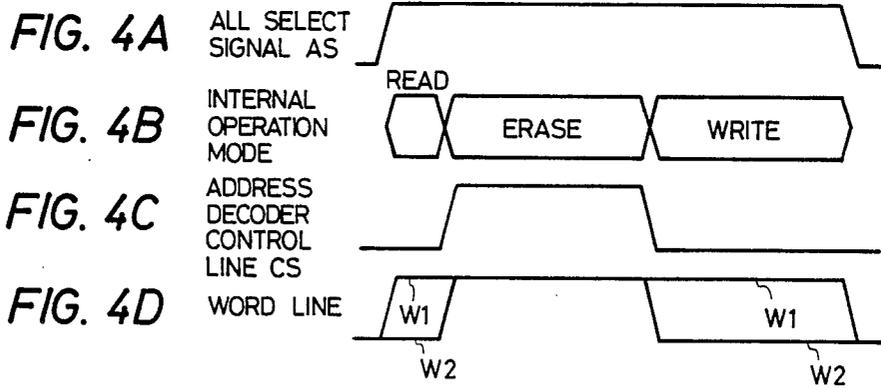 FIG. 4A
ALL SELECT
SIGNAL AS
FIG. 4B
INTERNAL
OPERATION
MODE
READ
ERASE
WRITE
FIG. 4C
ADDRESS
DECODER
CONTROL
LINE CS
FIG. 4D
WORD LINE
W1
W2
W1
W2